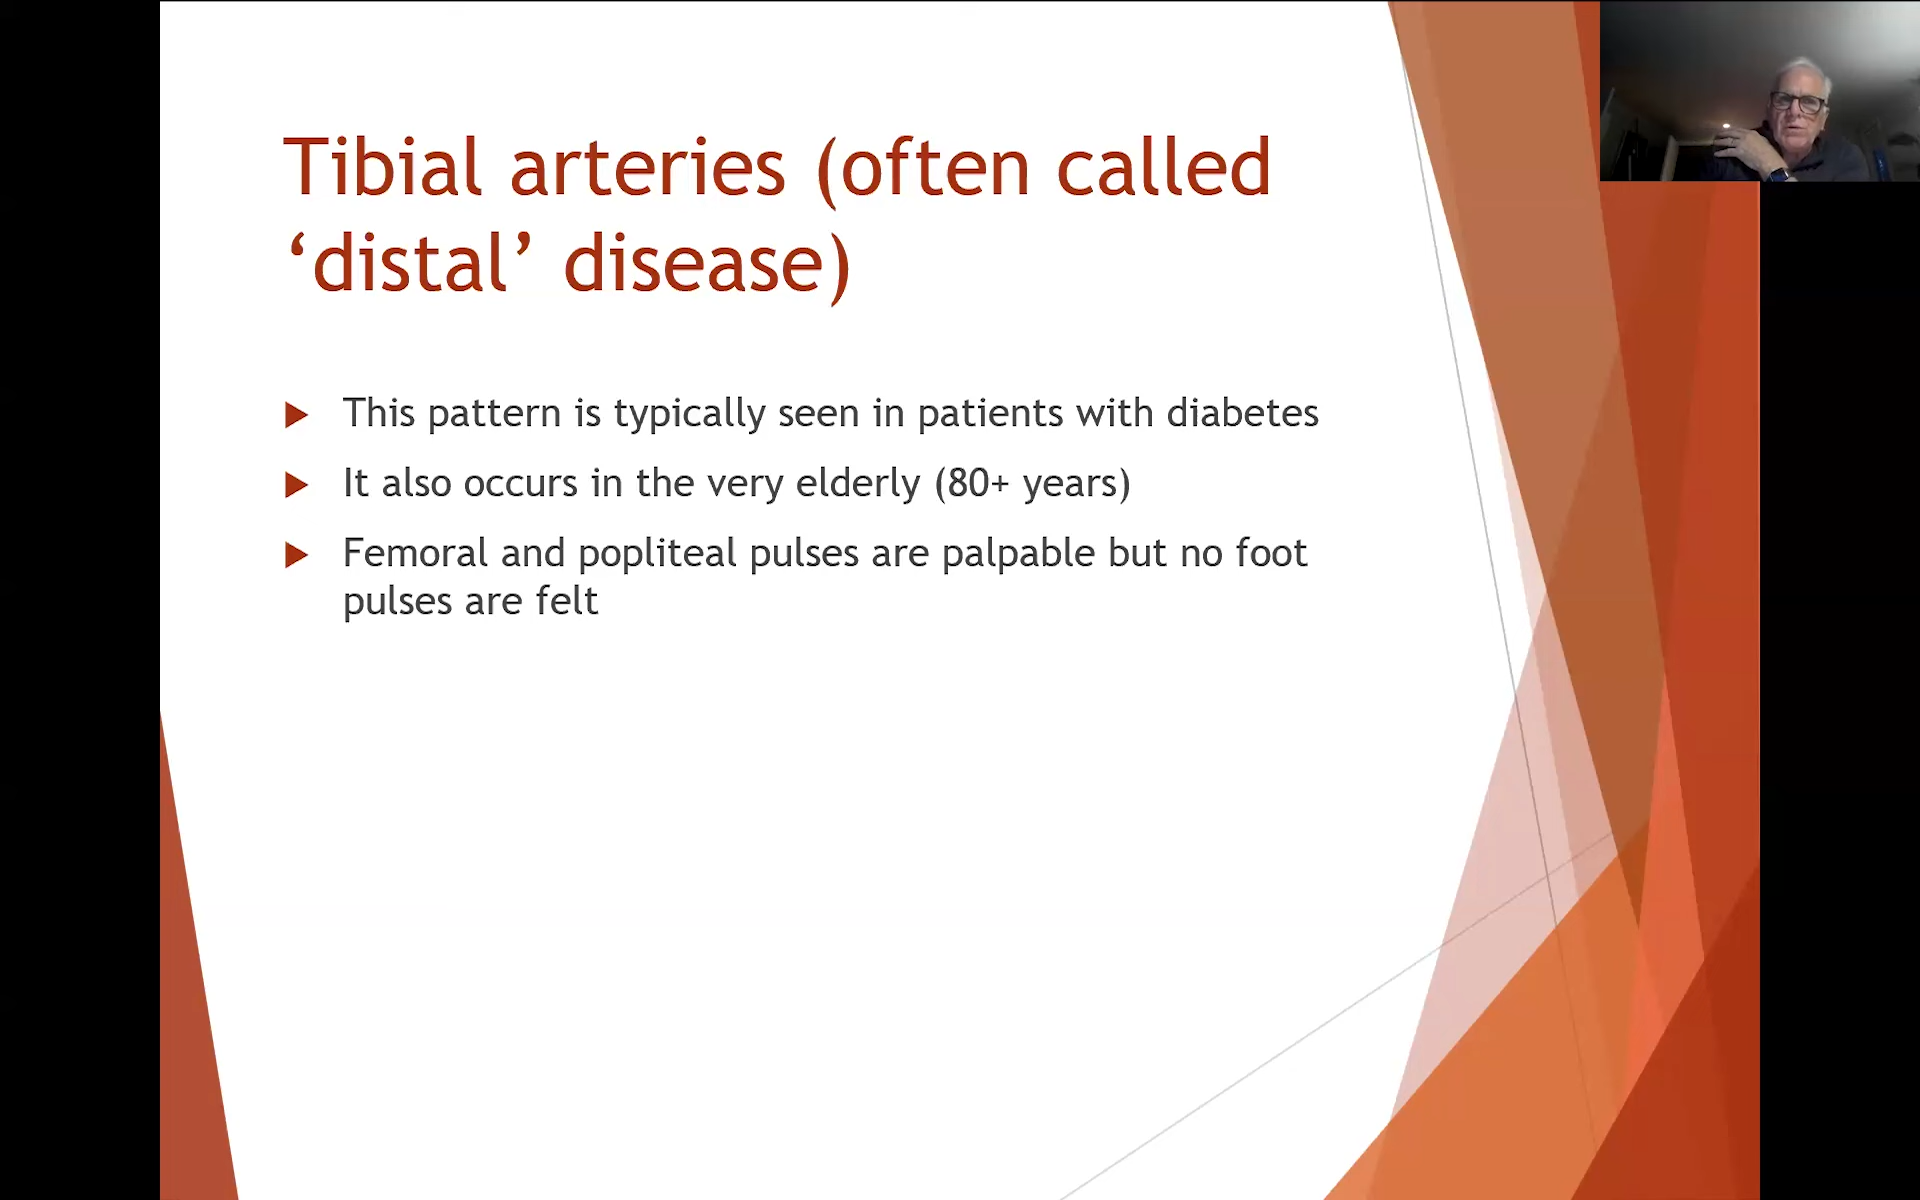 Tibial arteries (often called
‘distal’ disease)
This pattern is typically seen in patients with diabetes
It also occurs in the very elderly (80+ years)
Femoral and popliteal pulses are palpable but no foot
pulses are felt